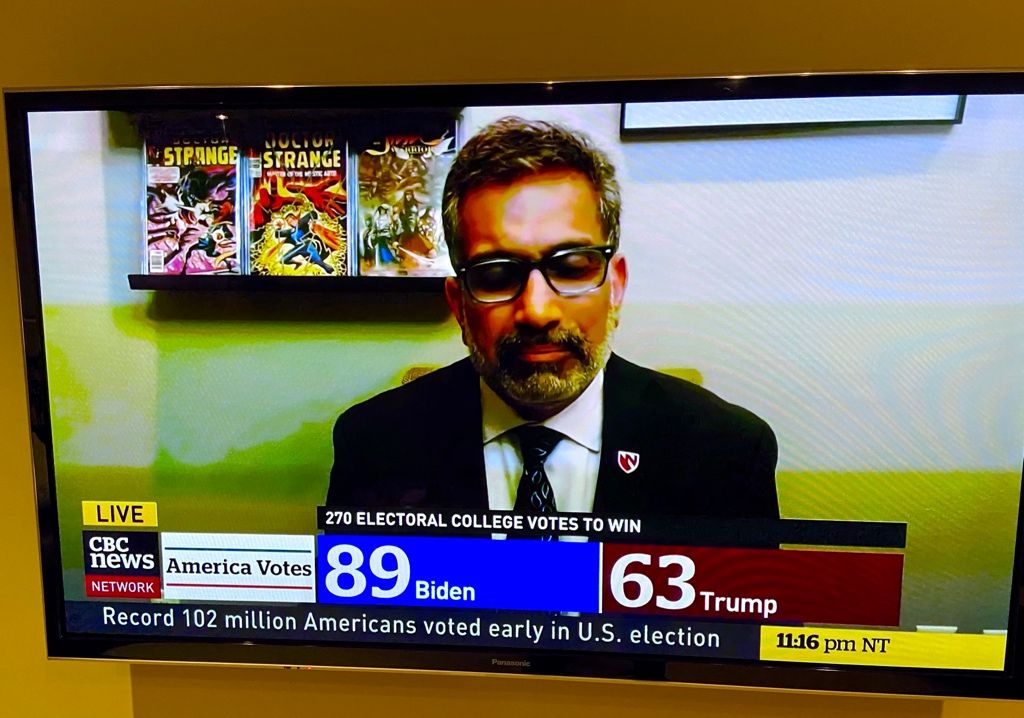 DOCTOR
STRANGE
DOCTOR
STRANGE
MASTER OF THE MYSTIC ARTS!
LIVE
270 ELECTORAL COLLEGE VOTES TO WIN
CBC
news
NETWORK
America Votes
89 Biden
63 Trump
Record 102 million Americans voted early in U.S. election
11:16 pm NT
Panasonic